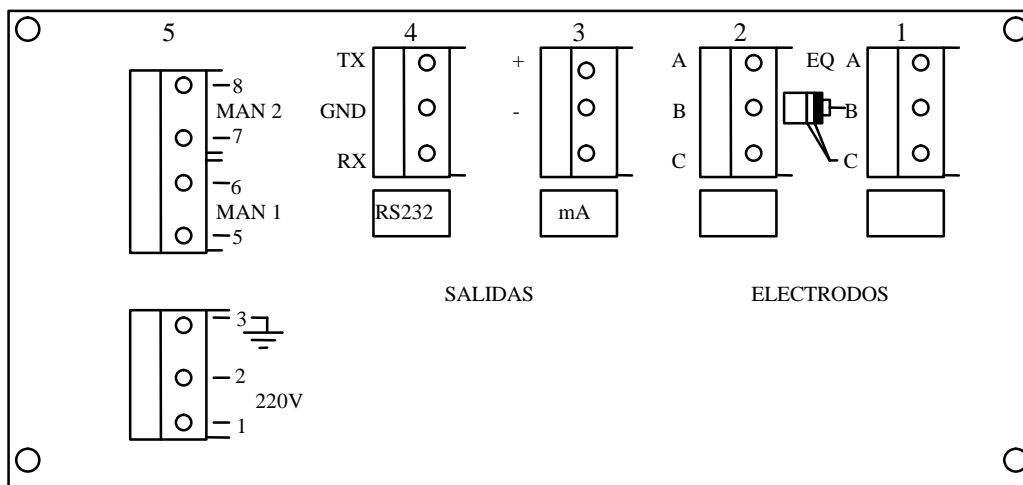 5 4 3 2 1
TX + A EQ A
8
MAN 2
GND - B B
7
RX C C
6
MAN 1
RS232 mA
5
SALIDAS ELECTRODOS
3
2
220V
1